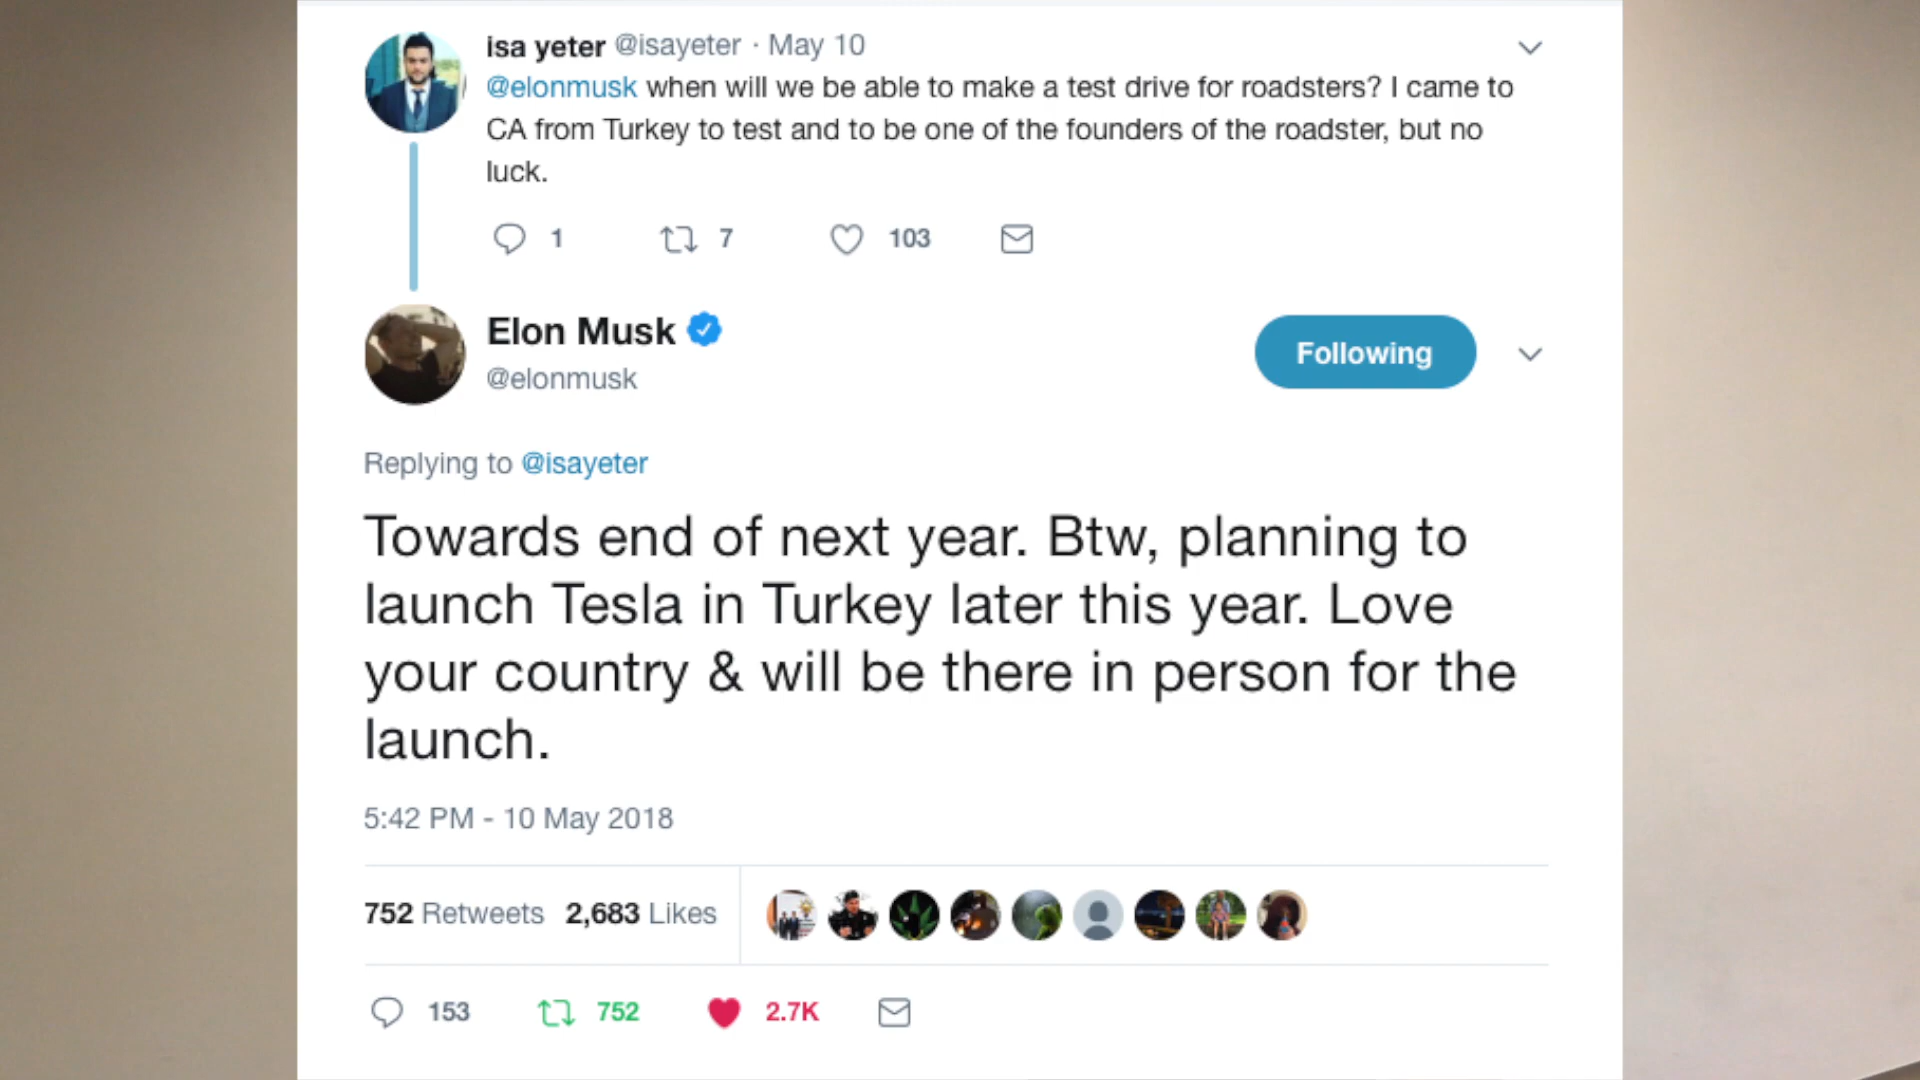 isa yeter @isayeter · May 10
@elonmusk when will we be able to make a test drive for roadsters? I came to
CA from Turkey to test and to be one of the founders of the roadster, but no
luck.
1 7 103
Elon Musk
@elonmusk
Following
Replying to @isayeter
Towards end of next year. Btw, planning to
launch Tesla in Turkey later this year. Love
your country & will be there in person for the
launch.
5:42 PM - 10 May 2018
752 Retweets 2,683 Likes
153 752 2.7K